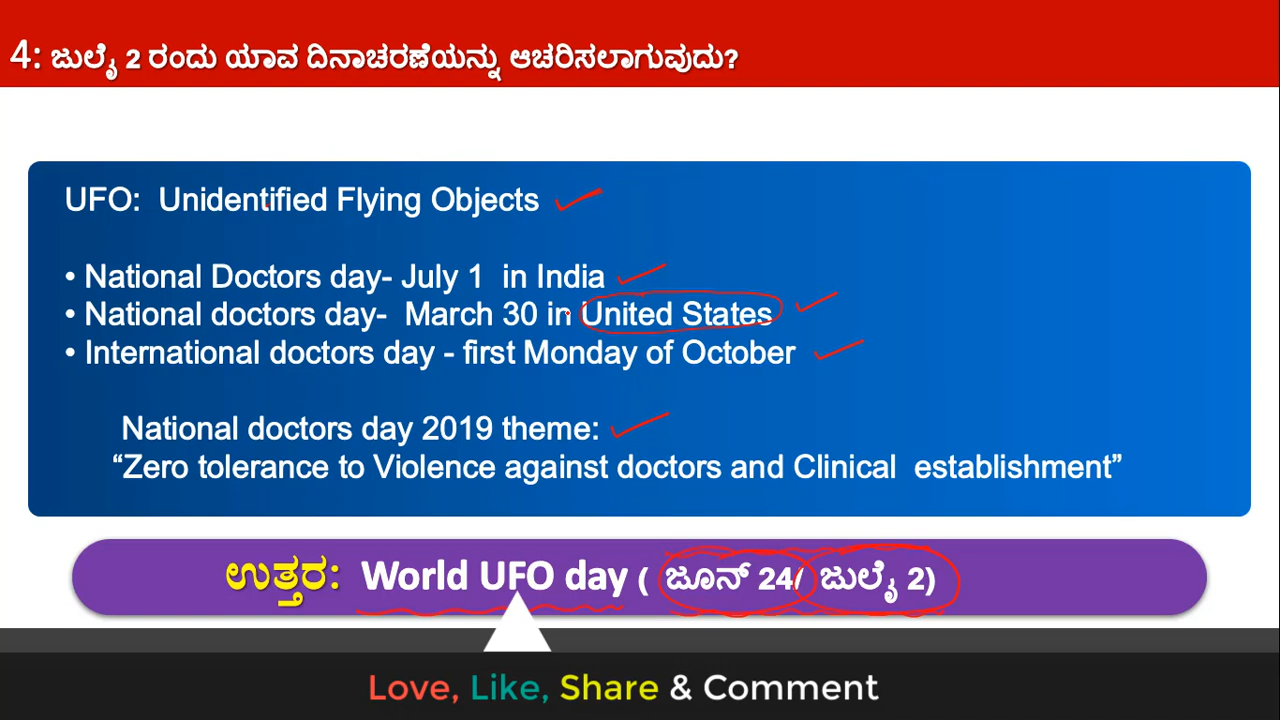 4: ಜುಲೈ 2 ರಂದು ಯಾವ ದಿನಾಚರಣೆಯನ್ನು ಆಚರಿಸಲಾಗುವುದು?
UFO: Unidentified Flying Objects
• National Doctors day- July 1 in India
• National doctors day- March 30 in United States
• International doctors day - first Monday of October
National doctors day 2019 theme:
“Zero tolerance to Violence against doctors and Clinical establishment”
ಉತ್ತರ: World UFO day ( ಜೂನ್ 24/ ಜುಲೈ 2)
Love, Like, Share & Comment